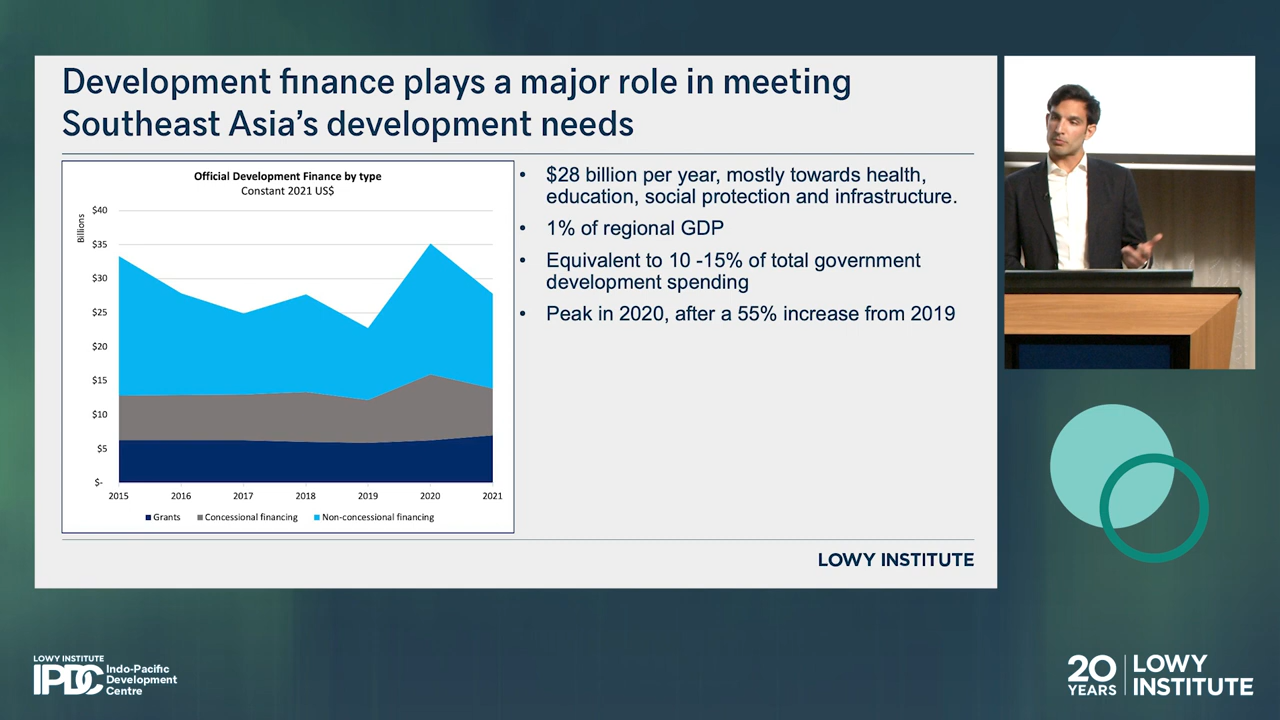 Development finance plays a major role in meeting
Southeast Asia's development needs
Official Development Finance by type
Constant 2021 US$
Billions
$40
$35
$30
$25
$20
$15
$10
$5
$-
2015 2016 2017 2018 2019 2020 2021
Grants Concessional financing Non-concessional financing
• $28 billion per year, mostly towards health,
education, social protection and infrastructure.
• 1% of regional GDP
• Equivalent to 10 -15% of total government
development spending
• Peak in 2020, after a 55% increase from 2019
LOWY INSTITUTE
LOWY INSTITUTE
IPDC
Indo-Pacific
Development
Centre
20
YEARS
LOWY
INSTITUTE